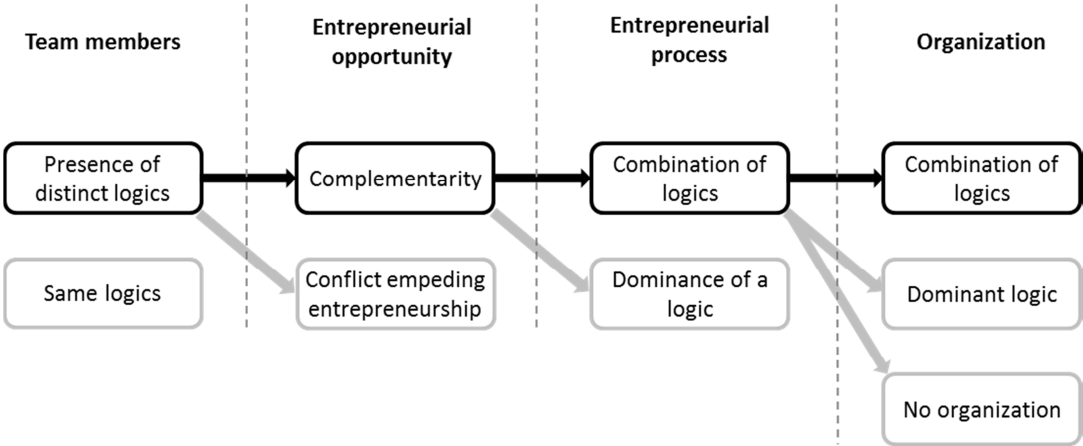 Team members
Entrepreneurial
opportunity
Entrepreneurial
process
Organization
Presence of
distinct logics
Complementarity
Combination of
logics
Combination of
logics
Same logics
Conflict empeding
entrepreneurship
Dominance of a
logic
Dominant logic
No organization